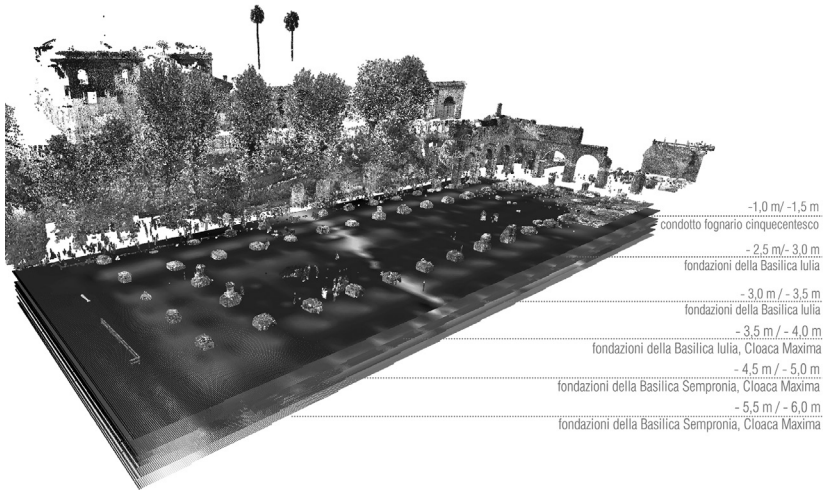 -1,0 m/ -1,5 m
condotto fognario cinquecentesco
- 2,5 m/- 3,0 m
fondazioni della Basilica Iulia
- 3,0 m / - 3,5 m
fondazioni della Basilica Iulia
- 3,5 m / - 4,0 m
fondazioni della Basilica Iulia, Cloaca Maxima
- 4,5 m / - 5,0 m
fondazioni della Basilica Sempronia, Cloaca Maxima
- 5,5 m / - 6,0 m
fondazioni della Basilica Sempronia, Cloaca Maxima